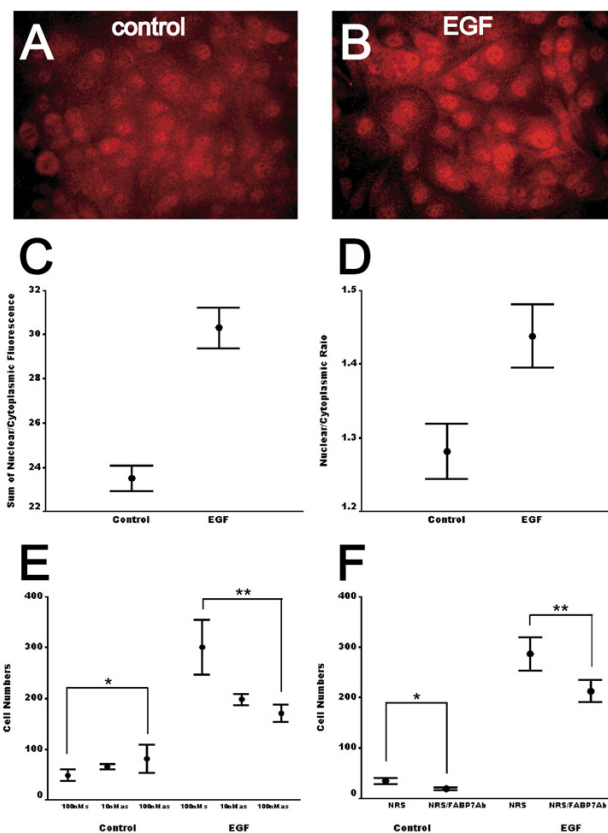 A control
B EGF
C
D
Sum of Nuclear/Cytoplasmic Fluorescence
32
30
28
26
24
22
Control EGF
Nuclear/Cytoplasmic Raio
1.5
1.4
1.3
1.2
Control EGF
E
F
Cell Numbers
400
300
200
100
0
*
**
100nMs 10nMas 100nMas 100nMs 10nMas 100nMas
Control EGF
Cell Numbers
400
300
200
100
0
*
**
NRS NRS/FABP7Ab NRS NRS/FABP7Ab
Control EGF